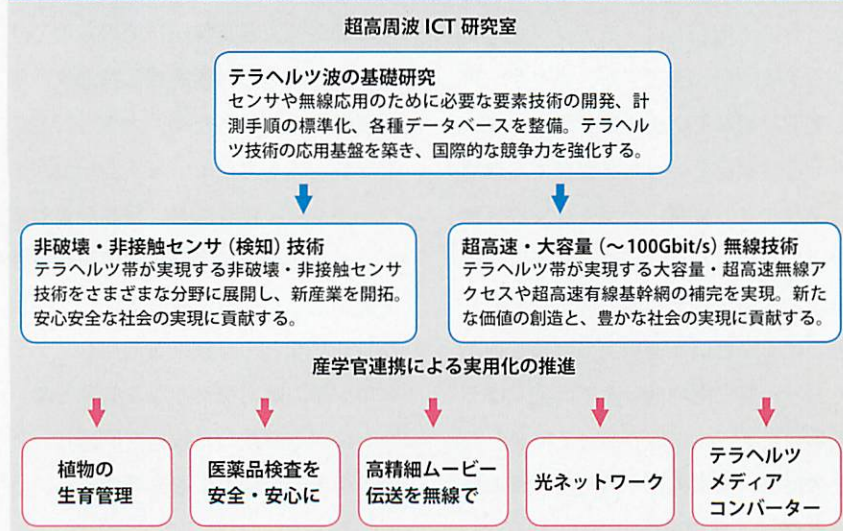 超高周波 ICT 研究室
テラヘルツ波の基礎研究
センサや無線応用のために必要な要素技術の開発、計
測手順の標準化、各種データベースを整備。テラヘル
ツ技術の応用基盤を築き、国際的な競争力を強化する。
非破壊・非接触センサ（検知）技術
テラヘルツ帯が実現する非破壊・非接触センサ
技術をさまざまな分野に展開し、新産業を開拓。
安心安全な社会の実現に貢献する。
超高速・大容量（～100Gbit/s）無線技術
テラヘルツ帯が実現する大容量・超高速無線ア
クセスや超高速有線基幹網の補完を実現。新た
な価値の創造と、豊かな社会の実現に貢献する。
産学官連携による実用化の推進
植物の
生育管理
医薬品検査を
安全・安心に
高精細ムービー
伝送を無線で
光ネットワーク
テラヘルツ
メディア
コンバーター